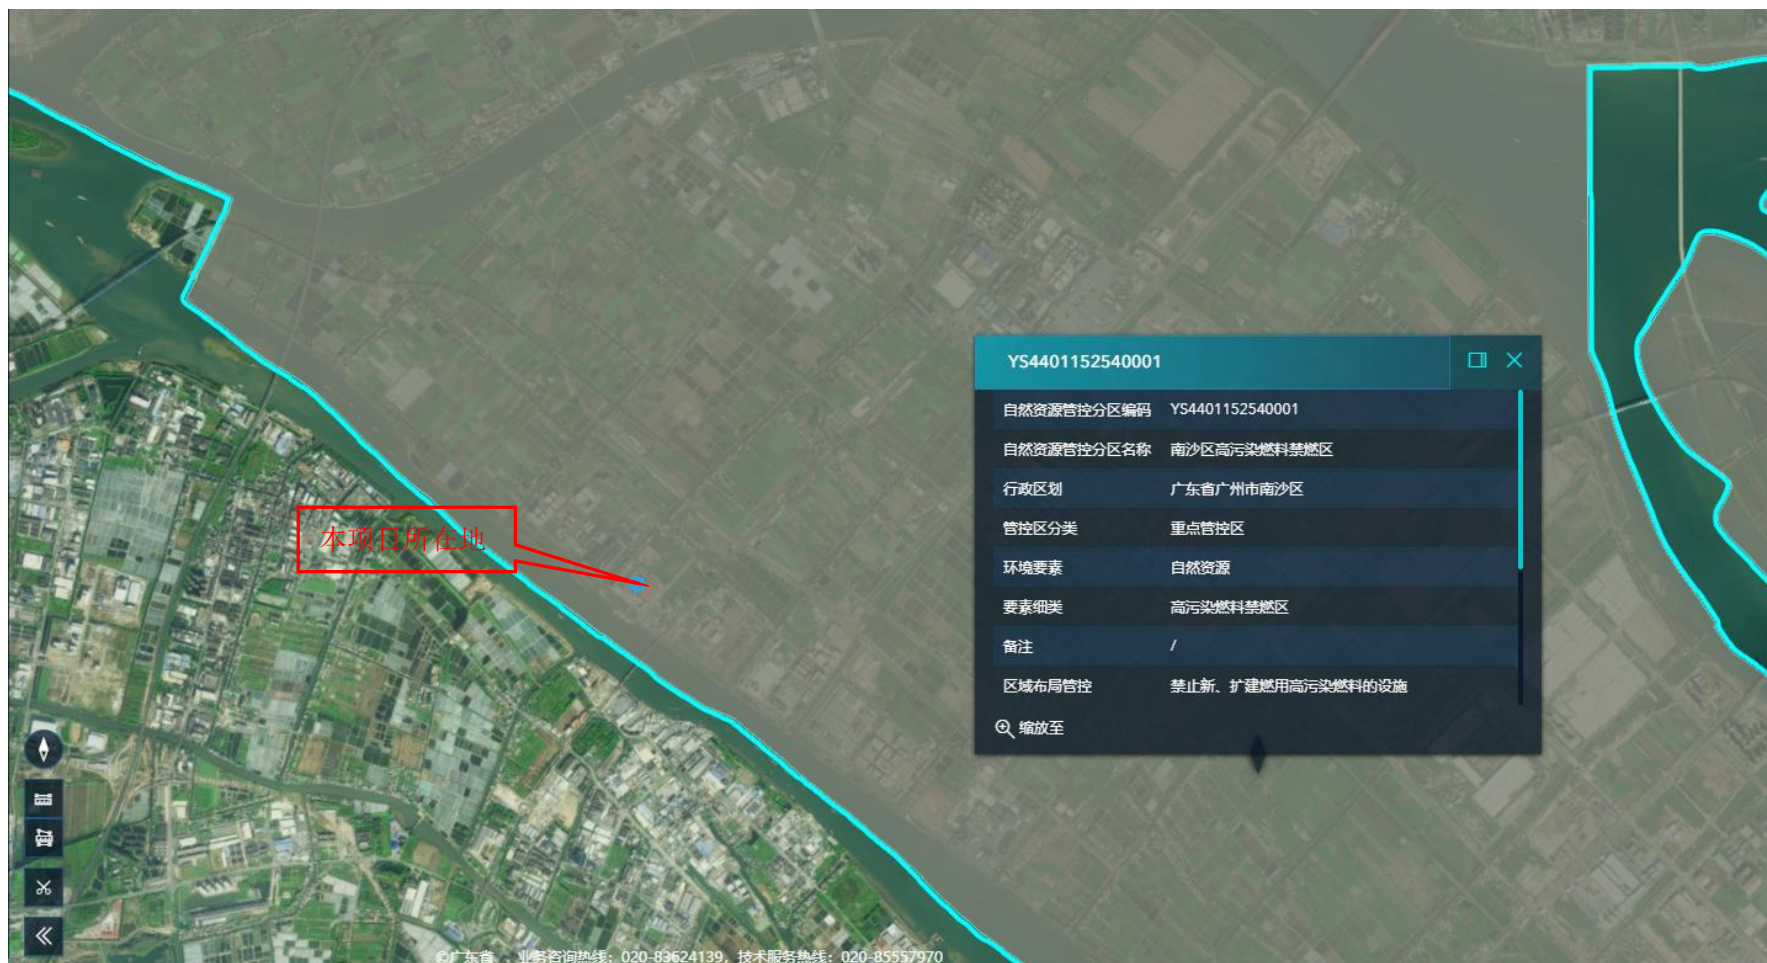 YS4401152540001
自然资源管控分区编码 YS4401152540001
自然资源管控分区名称 南沙区高污染燃料禁燃区
行政区划 广东省广州市南沙区
管控区分类 重点管控区
环境要素 自然资源
要素细类 高污染燃料禁燃区
备注 /
区域布局管控 禁止新、扩建燃用高污染燃料的设施
缩放至
本项目所在地
©广东省 、业务咨询热线：020-83624139，技术服务热线：020-85557970